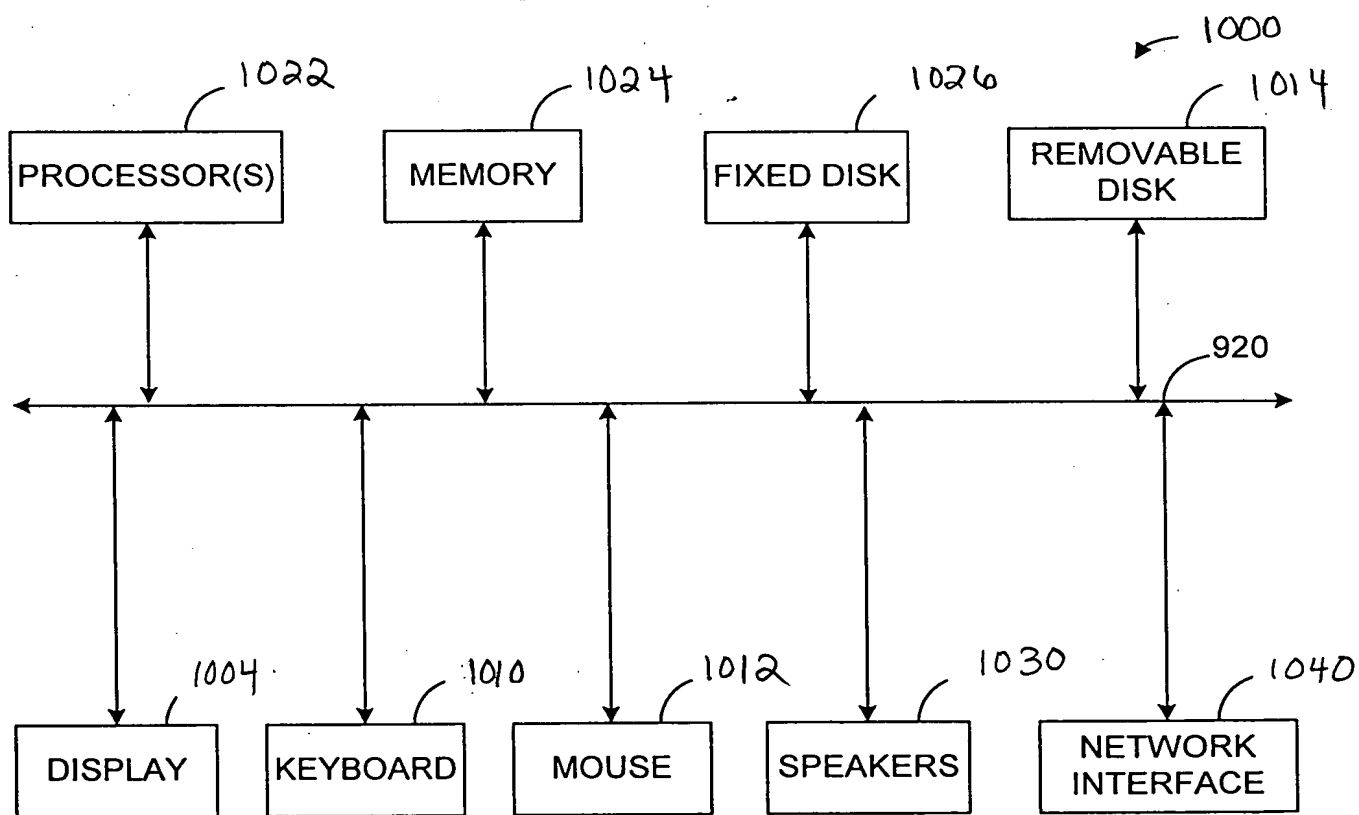 1000
1022
1024
1026
1014
PROCESSOR(S)
MEMORY
FIXED DISK
REMOVABLE
DISK
920
1004
1010
1012
1030
1040
DISPLAY
KEYBOARD
MOUSE
SPEAKERS
NETWORK
INTERFACE